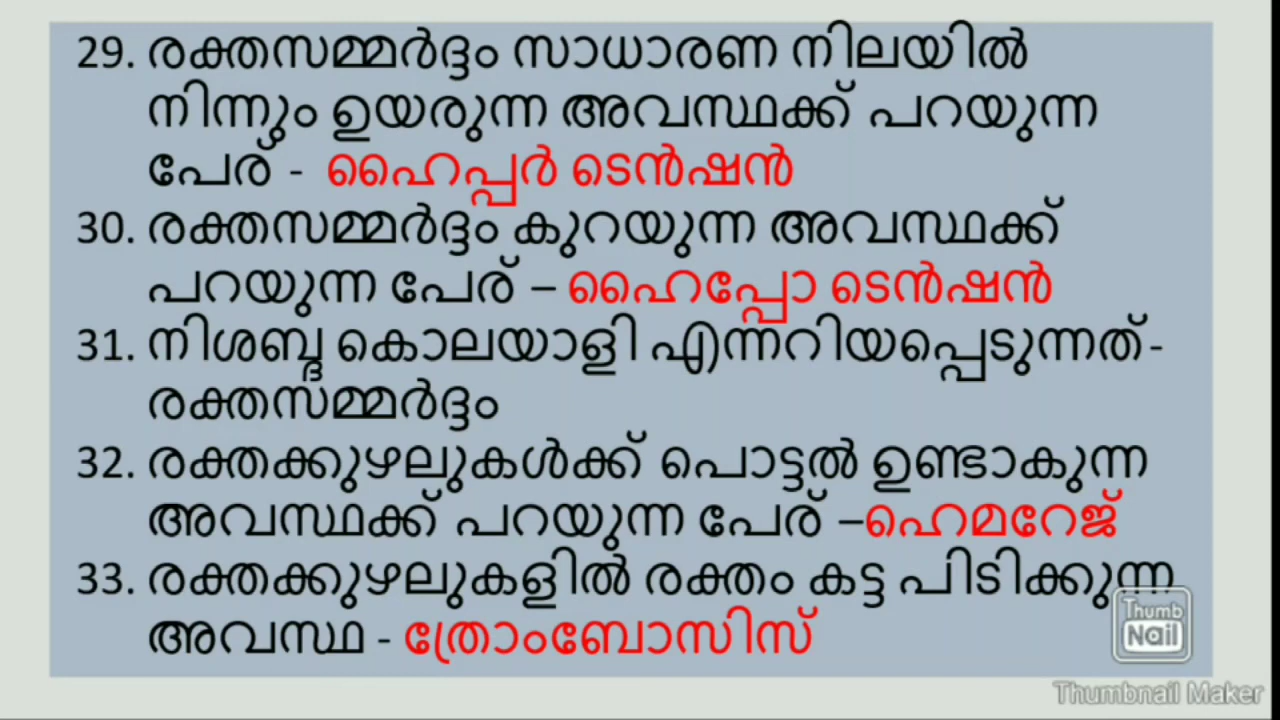 29. രക്തസമ്മർദ്ദം സാധാരണ നിലയിൽ
നിന്നും ഉയരുന്ന അവസ്ഥക്ക് പറയുന്ന
പേര് - ഹൈപ്പർ ടെൻഷൻ
30. രക്തസമ്മർദ്ദം കുറയുന്ന അവസ്ഥക്ക്
പറയുന്ന പേര് – ഹൈപ്പോ ടെൻഷൻ
31. നിശബ്ദ കൊലയാളി എന്നറിയപ്പെടുന്നത്-
രക്തസമ്മർദ്ദം
32. രക്തക്കുഴലുകൾക്ക് പൊട്ടൽ ഉണ്ടാകുന്ന
അവസ്ഥക്ക് പറയുന്ന പേര് –ഹെമറേജ്
33. രക്തക്കുഴലുകളിൽ രക്തം കട്ട പിടിക്കുന്ന
അവസ്ഥ - ത്രോംബോസിസ്
Thumb
Nail
Thumbnail Maker